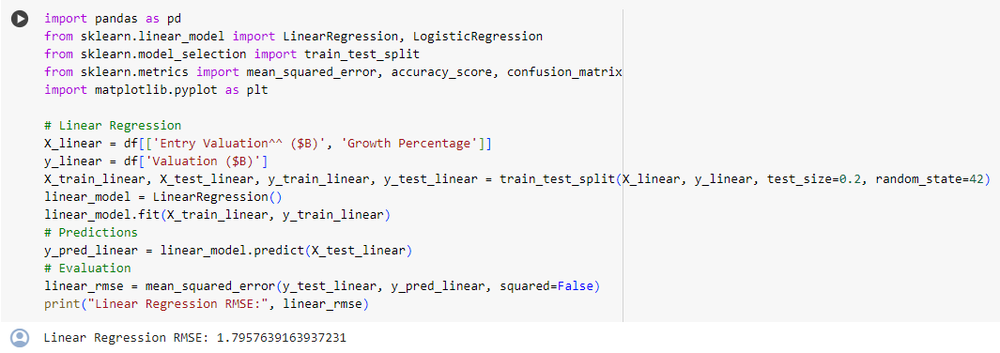 import pandas as pd
from sklearn.linear_model import LinearRegression, LogisticRegression
from sklearn.model_selection import train_test_split
from sklearn.metrics import mean_squared_error, accuracy_score, confusion_matrix
import matplotlib.pyplot as plt
# Linear Regression
X_linear = df[['Entry Valuation^^ ($B)', 'Growth Percentage']]
y_linear = df['Valuation ($B)']
X_train_linear, X_test_linear, y_train_linear, y_test_linear = train_test_split(X_linear, y_linear, test_size=0.2, random_state=42)
linear_model = LinearRegression()
linear_model.fit(X_train_linear, y_train_linear)
# Predictions
y_pred_linear = linear_model.predict(X_test_linear)
# Evaluation
linear_rmse = mean_squared_error(y_test_linear, y_pred_linear, squared=False)
print("Linear Regression RMSE:", linear_rmse)
Linear Regression RMSE: 1.7957639163937231